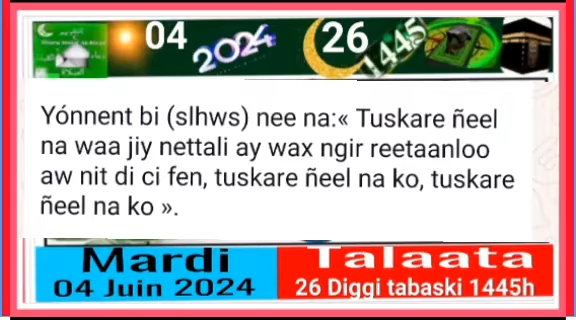 04 2024 26 1445
Yónnent bi (slhws) nee na:« Tuskare ñeel
na waa jiy nettali ay wax ngir reetaanloo
aw nit di ci fen, tuskare ñeel na ko, tuskare
ñeel na ko ».
Mardi Talaata
04 Juin 2024 26 Diggi tabaski 1445h